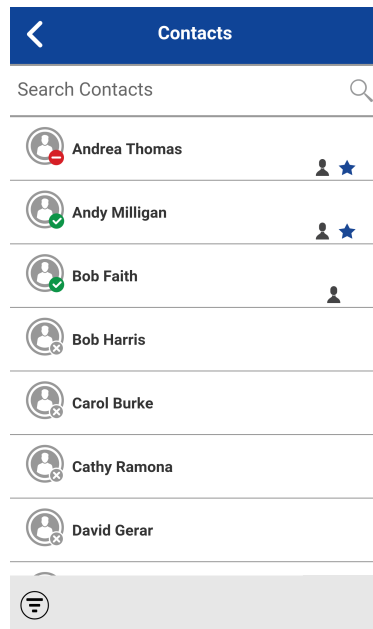 Contacts
Search Contacts
Andrea Thomas
Andy Milligan
Bob Faith
Bob Harris
Carol Burke
Cathy Ramona
David Gerar